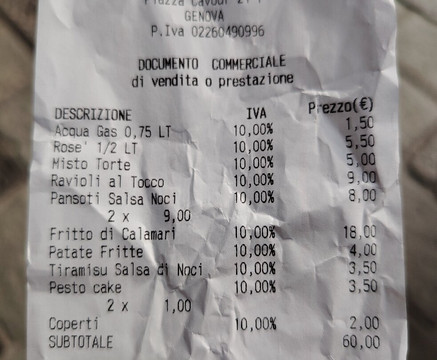 Piazza Cavour 21
GENOVA
P.Iva 02260490996
DOCUMENTO COMMERCIALE
di vendita o prestazione
DESCRIZIONE IVA Prezzo(€)
Acqua Gas 0,75 LT 10,00% 1,50
Rose' 1/2 LT 10,00% 5,50
Misto Torte 10,00% 5,00
Ravioli al Tocco 10,00% 9,00
Pansoti Salsa Noci 10,00% 8,00
2 x 9,00
Fritto di Calamari 10,00% 18,00
Patate Fritte 10,00% 4,00
Tiramisu Salsa di Noci 10,00% 3,50
Pesto cake 10,00% 3,50
2 x 1,00
Coperti 10,00% 2,00
SUBTOTALE 60,00